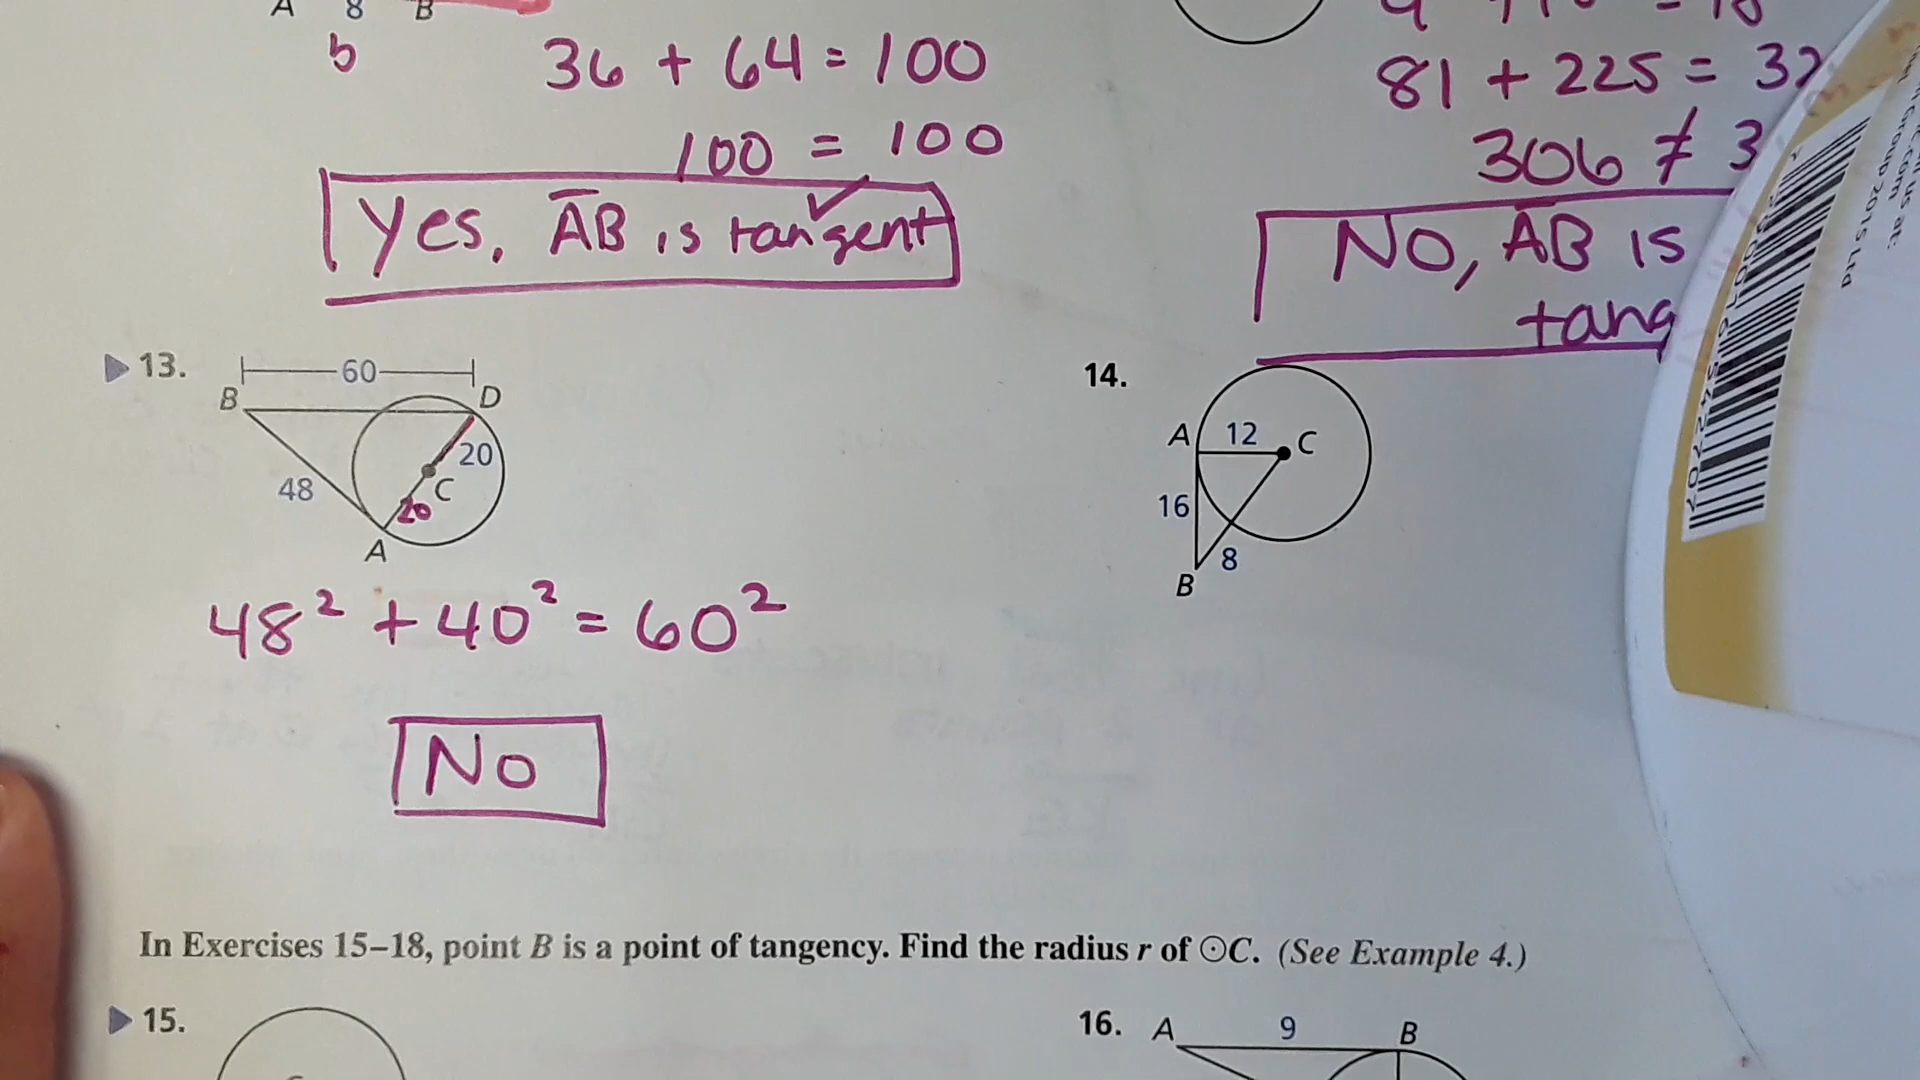 A 8 B
b
36 + 64 = 100
100 = 100
Yes, AB is tangent
81 + 225 = 32
306 ≠ 3
NO, AB is
tang
13.
60
B D
20
48 C
20
A
48² + 40² = 60²
NO
14.
A 12 C
16
8
B
In Exercises 15–18, point B is a point of tangency. Find the radius r of ⊙C. (See Example 4.)
15.
16. A 9 B